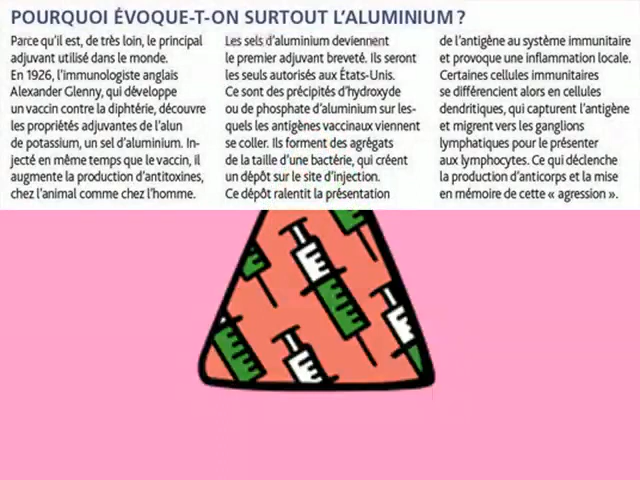 POURQUOI ÉVOQUE-T-ON SURTOUT L'ALUMINIUM ?
Parce qu'il est, de très loin, le principal
adjuvant utilisé dans le monde.
En 1926, l'immunologiste anglais
Alexander Glenny, qui développe
un vaccin contre la diphtérie, découvre
les propriétés adjuvantes de l'alun
de potassium, un sel d'aluminium. In-
jecté en même temps que le vaccin, il
augmente la production d'antitoxines,
chez l'animal comme chez l'homme.
Les sels d'aluminium deviennent
le premier adjuvant breveté. Ils seront
les seuls autorisés aux États-Unis.
Ce sont des précipités d'hydroxyde
ou de phosphate d'aluminium sur les-
quels les antigènes vaccinaux viennent
se coller. Ils forment des agrégats
de la taille d'une bactérie, qui créent
un dépôt sur le site d'injection.
Ce dépôt ralentit la présentation
de l'antigène au système immunitaire
et provoque une inflammation locale.
Certaines cellules immunitaires
se différencient alors en cellules
dendritiques, qui capturent l'antigène
et migrent vers les ganglions
lymphatiques pour le présenter
aux lymphocytes. Ce qui déclenche
la production d'anticorps et la mise
en mémoire de cette « agression ».